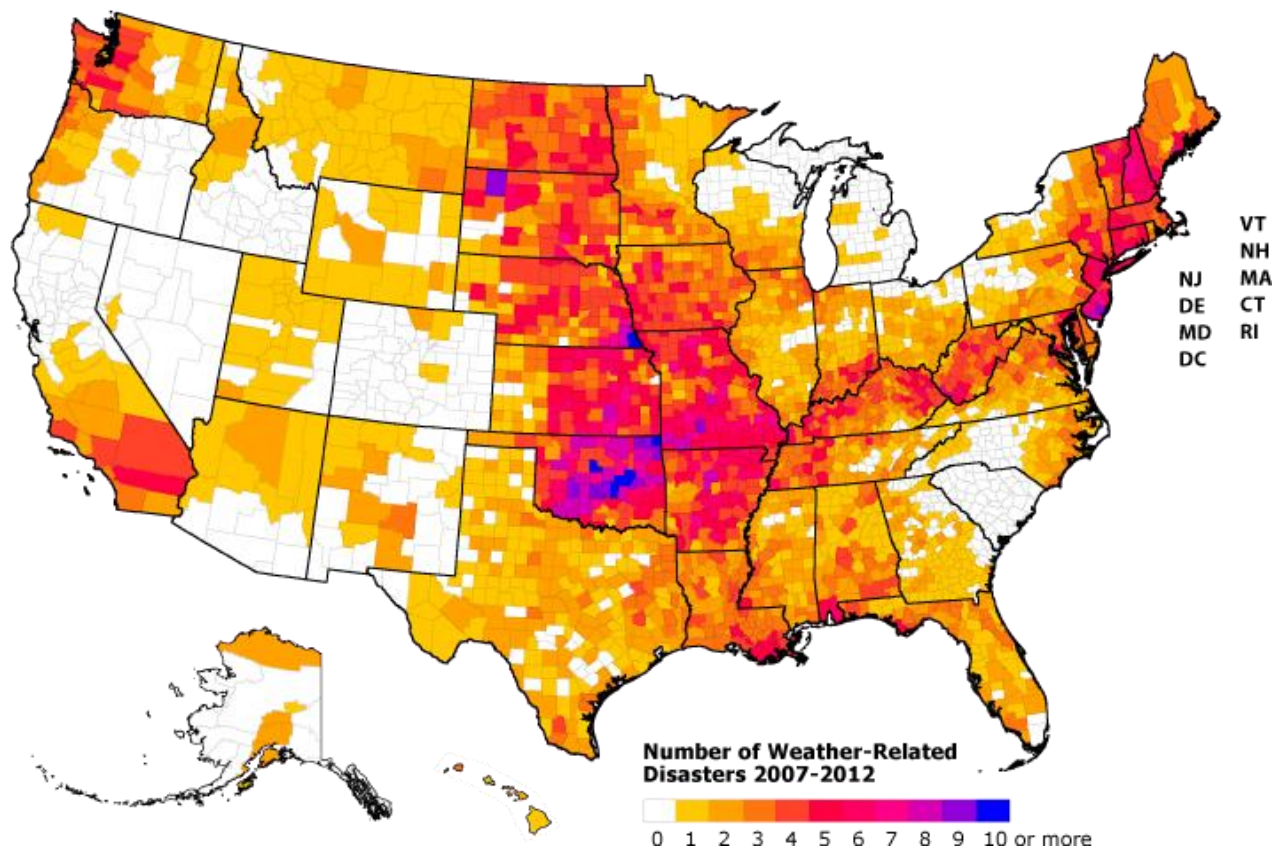 VT
NH
NJ MA
DE CT
MD RI
DC
Number of Weather-Related
Disasters 2007-2012
0 1 2 3 4 5 6 7 8 9 10 or more